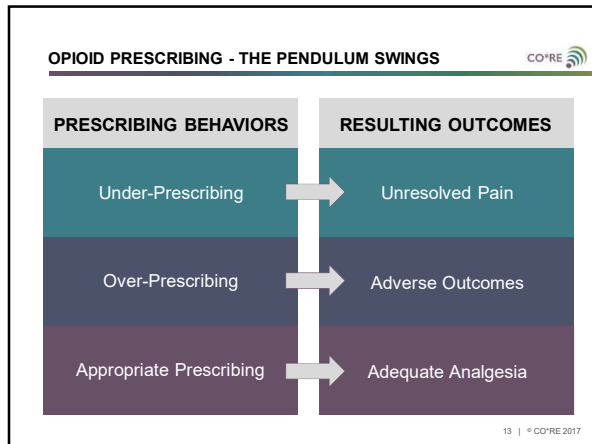 OPIOID PRESCRIBING - THE PENDULUM SWINGS
CO*RE
PRESCRIBING BEHAVIORS
RESULTING OUTCOMES
Under-Prescribing
Unresolved Pain
Over-Prescribing
Adverse Outcomes
Appropriate Prescribing
Adequate Analgesia
13 | © CO*RE 2017